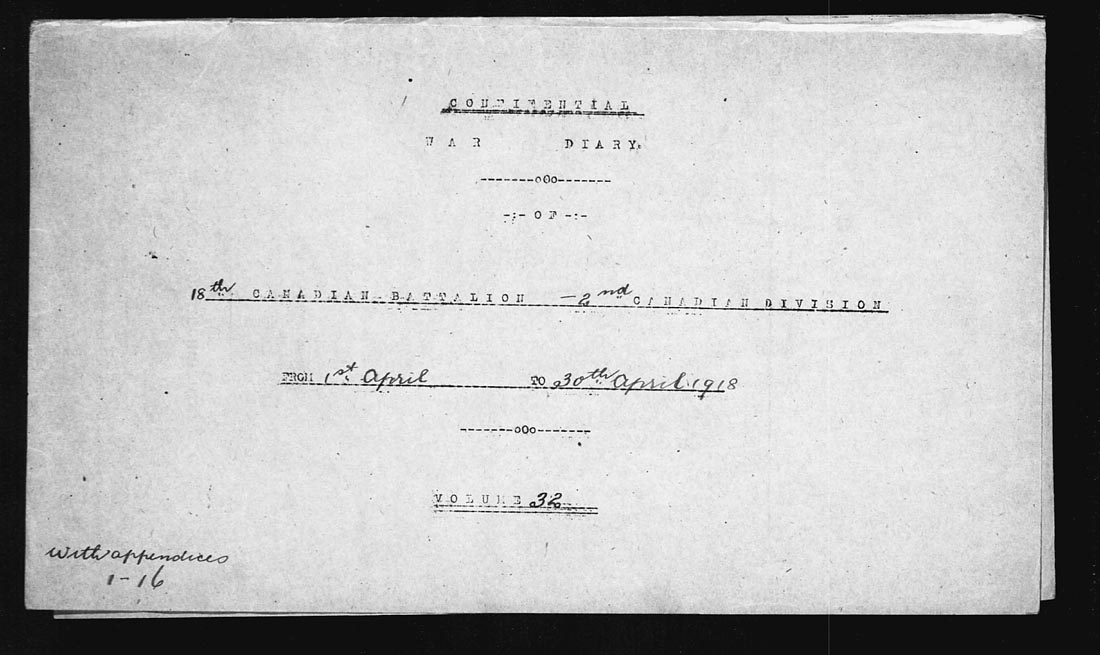 CONFIDENTIAL
WAR DIARY.
-------oOo-------
-:- OF -:-
18th CANADIAN BATTALION - 2nd CANADIAN DIVISION
FROM 1st April TO 30th April 1918
-------oOo-------
VOLUME 32
With appendices
1-16